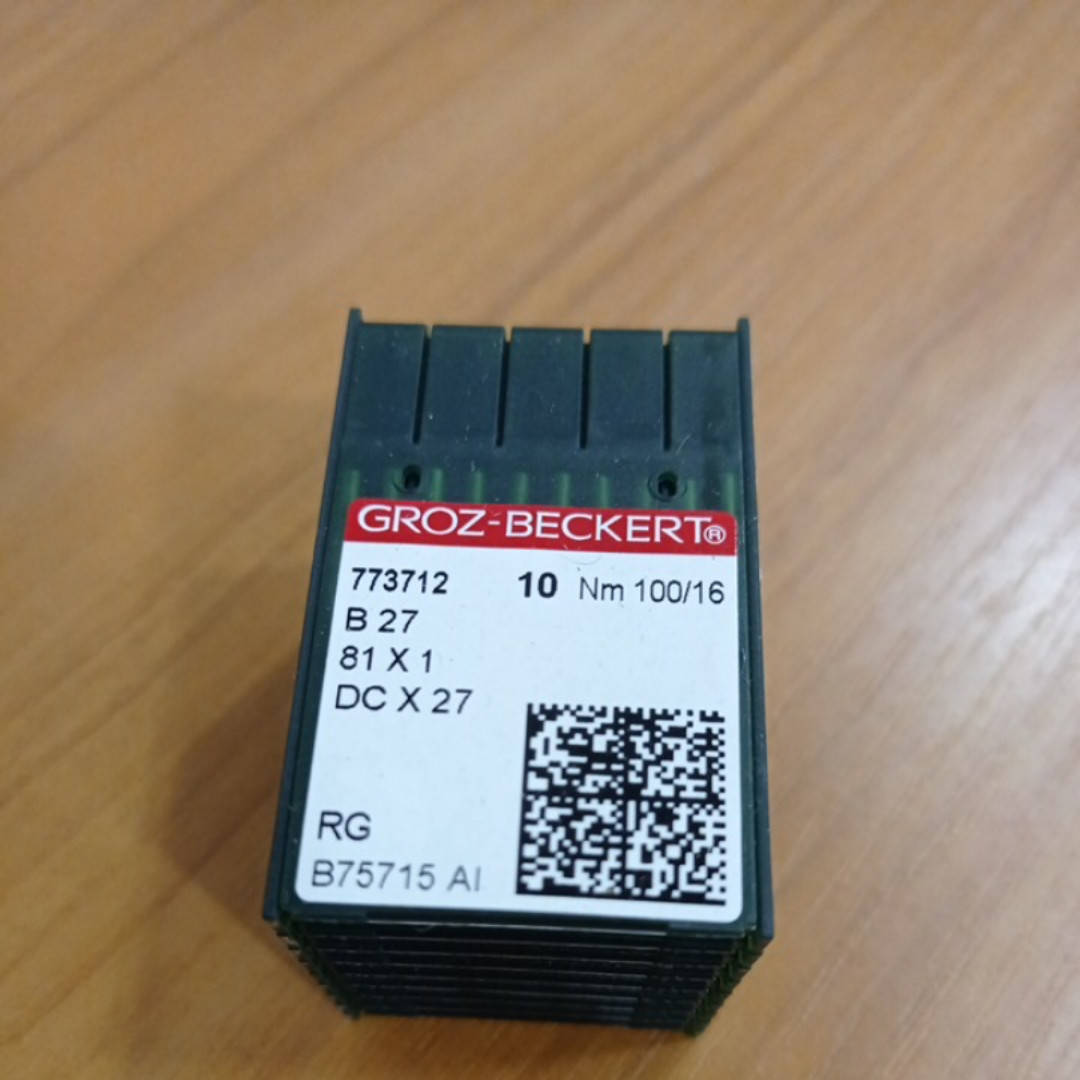 GROZ-BECKERT®
773712 10 Nm 100/16
B 27
81 X 1
DC X 27
RG
B75715 AI